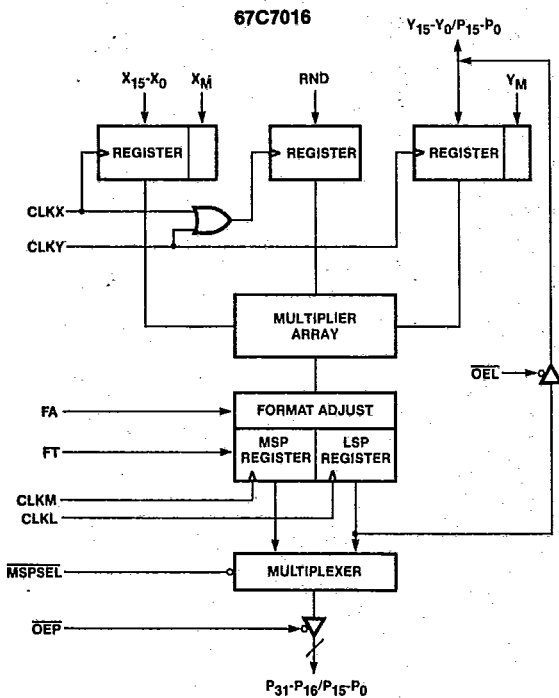 67C7016
Y15-Y0/P15-P0
X15-X0
XM
RND
YM
REGISTER
REGISTER
REGISTER
CLKX
CLKY
MULTIPLIER
ARRAY
OEL
FA
FORMAT ADJUST
FT
MSP
REGISTER
LSP
REGISTER
CLKM
CLKL
MSPSEL
MULTIPLEXER
OEP
P31-P16/P15-P0